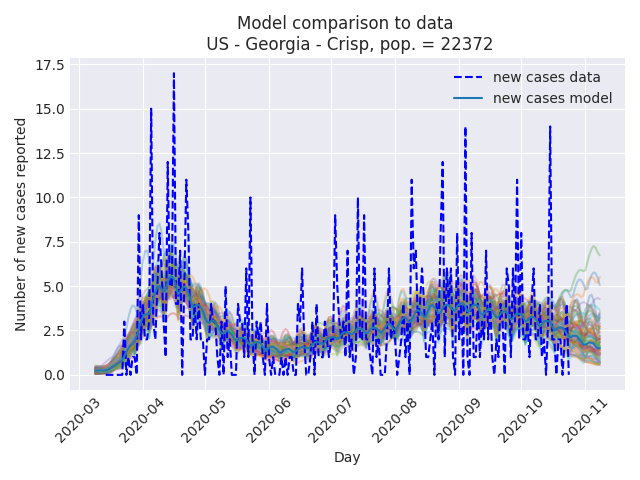 Model comparison to data
US - Georgia - Crisp, pop. = 22372
new cases data
new cases model
Number of new cases reported
17.5
15.0
12.5
10.0
7.5
5.0
2.5
0.0
2020-03
2020-04
2020-05
2020-06
2020-07
2020-08
2020-09
2020-10
2020-11
Day